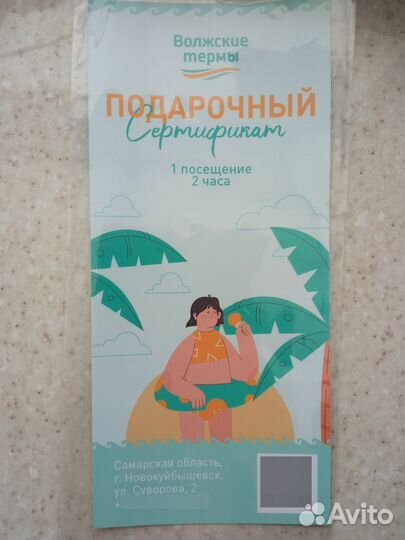 Волжские
термы
ПОДАРОЧНЫЙ
Сертификат
1 посещение
2 часа
Самарская область,
г. Новокуйбышевск,
ул. Суворова, 2
+
Avito